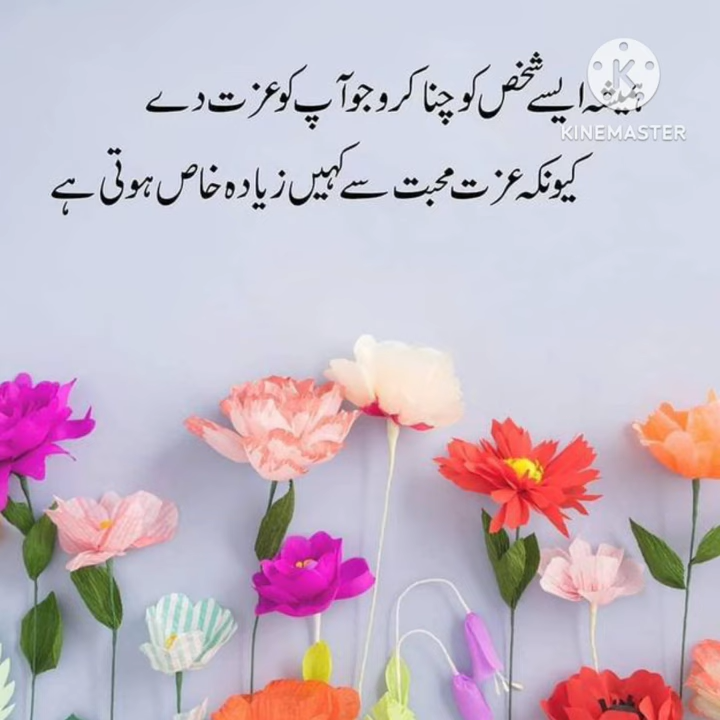 ہمیشہ ایسے شخص کو چنا کرو جو آپ کو عزت دے
کیونکہ عزت محبت سے کہیں زیادہ خاص ہوتی ہے
K
KINEMASTER